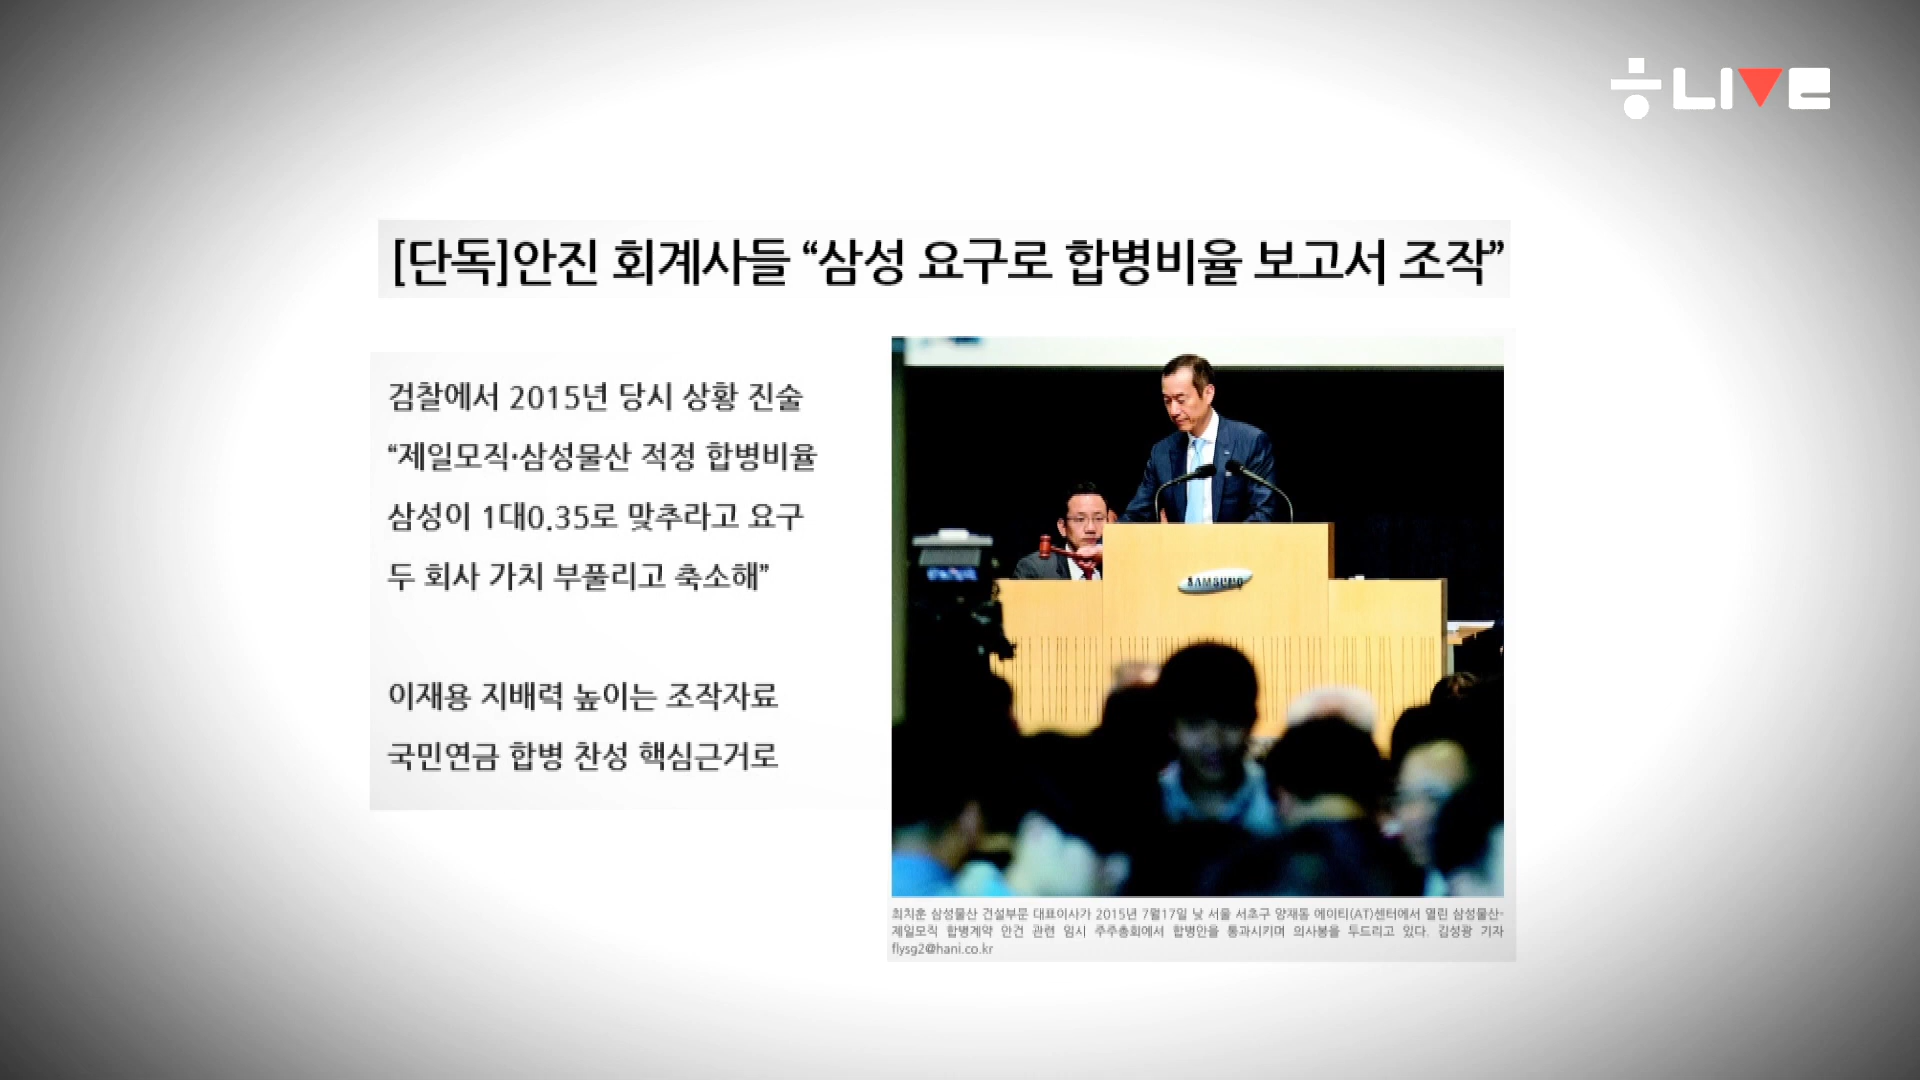 LIVE
[단독]안진 회계사들 “삼성 요구로 합병비율 보고서 조작”
검찰에서 2015년 당시 상황 진술
“제일모직·삼성물산 적정 합병비율
삼성이 1대0.35로 맞추라고 요구
두 회사 가치 부풀리고 축소해”
이재용 지배력 높이는 조작자료
국민연금 합병 찬성 핵심근거로
SAMSUNG
최치훈 삼성물산 건설부문 대표이사가 2015년 7월17일 낮 서울 서초구 양재동 에이티(AT)센터에서 열린 삼성물산-
제일모직 합병계약 안건 관련 임시 주주총회에서 합병안을 통과시키며 의사봉을 두드리고 있다. 김성광 기자
flysg2@hani.co.kr